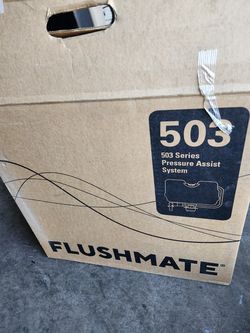 503
503 Series
Pressure Assist
System
FLUSHMATE®